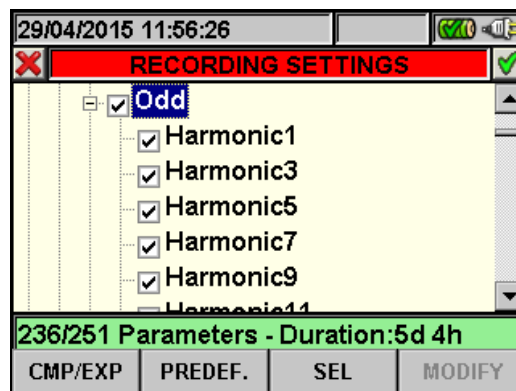 29/04/2015 11:56:26
RECORDING SETTINGS
Odd
Harmonic1
Harmonic3
Harmonic5
Harmonic7
Harmonic9
Harmonic11
236/251 Parameters - Duration:5d 4h
CMP/EXP PREDEF. SEL MODIFY